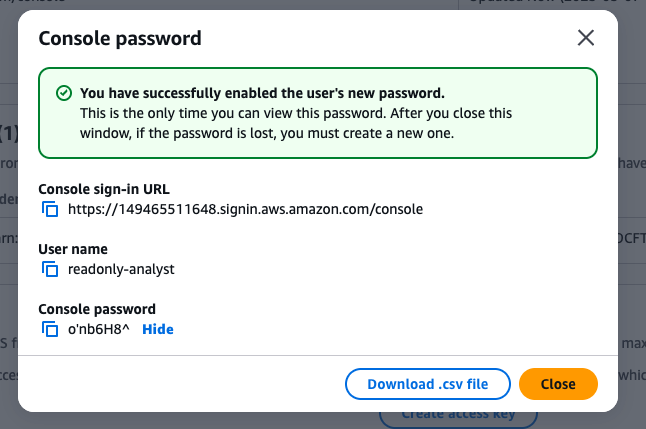 Console password
You have successfully enabled the user's new password.
This is the only time you can view this password. After you close this
window, if the password is lost, you must create a new one.
Console sign-in URL
https://149465511648.signin.aws.amazon.com/console
User name
readonly-analyst
Console password
o'nb6H8^ Hide
Download .csv file Close
Create access key